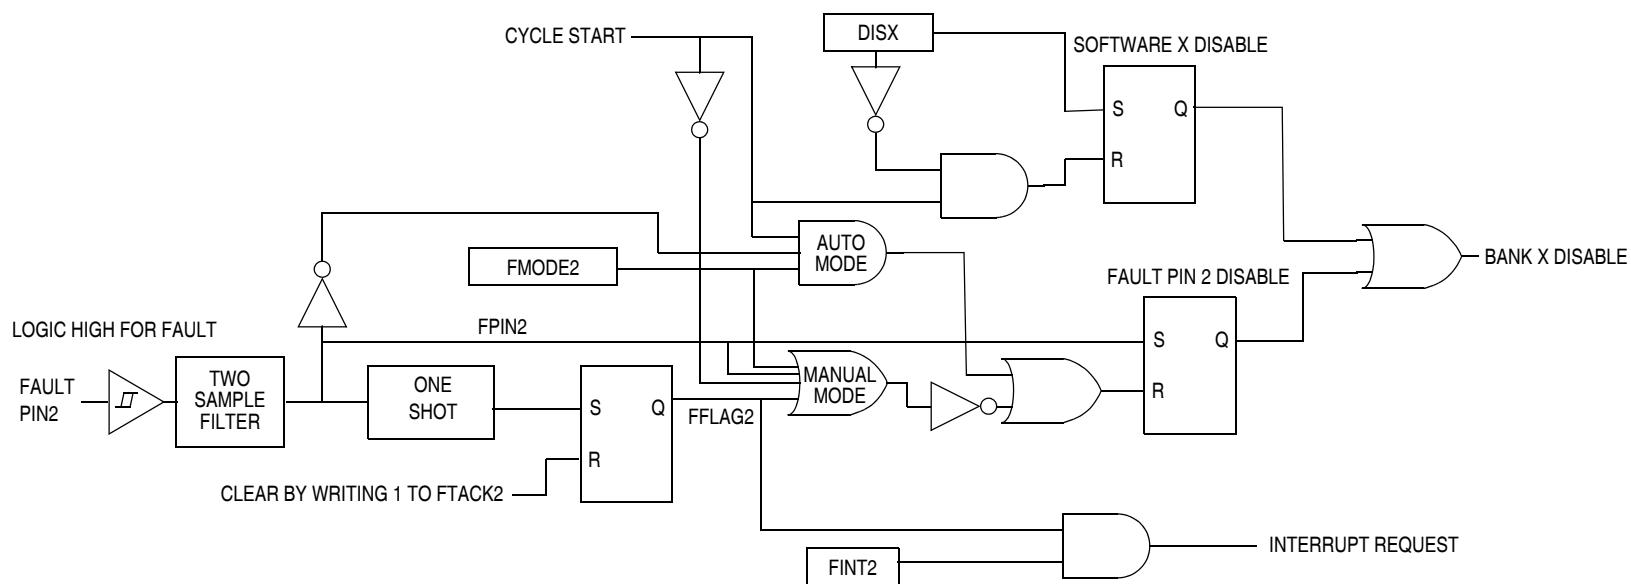 CYCLE START
DISX
SOFTWARE X DISABLE
S
Q
R
AUTO
MODE
FMODE2
BANK X DISABLE
FAULT PIN 2 DISABLE
LOGIC HIGH FOR FAULT
FPIN2
S
Q
R
FAULT
PIN2
TWO
SAMPLE
FILTER
ONE
SHOT
MANUAL
MODE
S
Q
R
FFLAG2
CLEAR BY WRITING 1 TO FTACK2
INTERRUPT REQUEST
FINT2